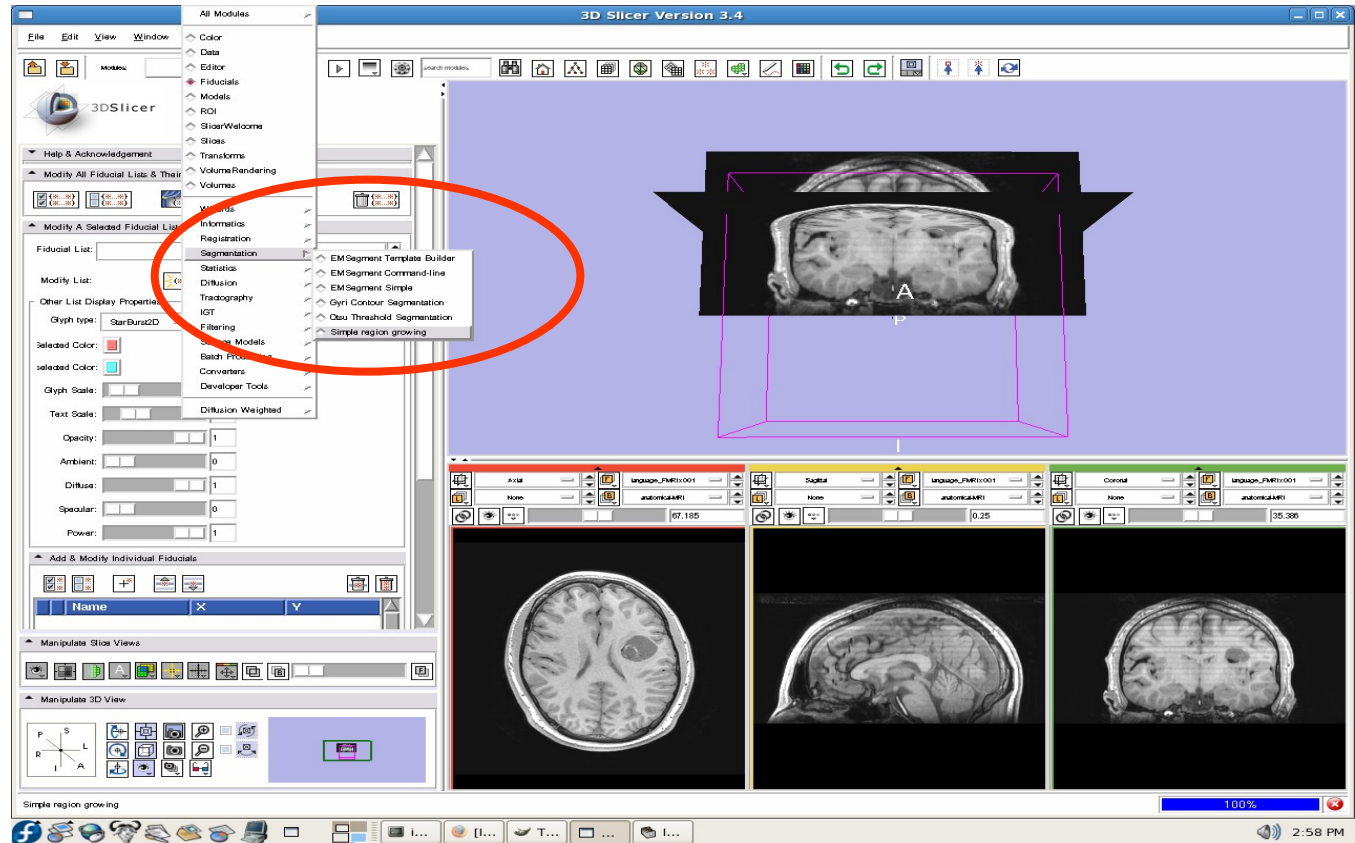 3D Slicer Version 3.4
File Edit View Window
All Modules
Color
Data
Editor
Fiducials
Models
ROI
SlicerWelcome
Slices
Transforms
VolumeRendering
Volumes
Wizards
Informatics
Registration
Segmentation
Statistics
Diffusion
Tractography
IGT
Filtering
Surface Models
Batch Processing
Converters
Developer Tools
Diffusion Weighted
EMSegment Template Builder
EMSegment Command-line
EMSegment Simple
Gyri Contour Segmentation
Otsu Threshold Segmentation
Simple region growing
Modules:
search modules
3DSlicer
Help & Acknowledgement
Modify All Fiducial Lists & Their
Modify A Selected Fiducial List
Fiducial List:
Modify List:
Other List Display Properties
Glyph type: StarBurst2D
Selected Color:
selected Color:
Glyph Scale:
Text Scale:
Opacity: 1
Ambient: 0
Diffuse: 1
Specular: 0
Power: 1
Add & Modify Individual Fiducials
Name X Y
Manipulate Slice Views
Manipulate 3D View
P S
R L
I A
A
P
I
Axial language_FMRIx001
None anatomical-MRI
67.185
Sagittal language_FMRIx001
None anatomical-MRI
0.25
Coronal language_FMRIx001
None anatomical-MRI
35.386
Simple region growing
100%
i...
[I...
T...
...
I...
2:58 PM